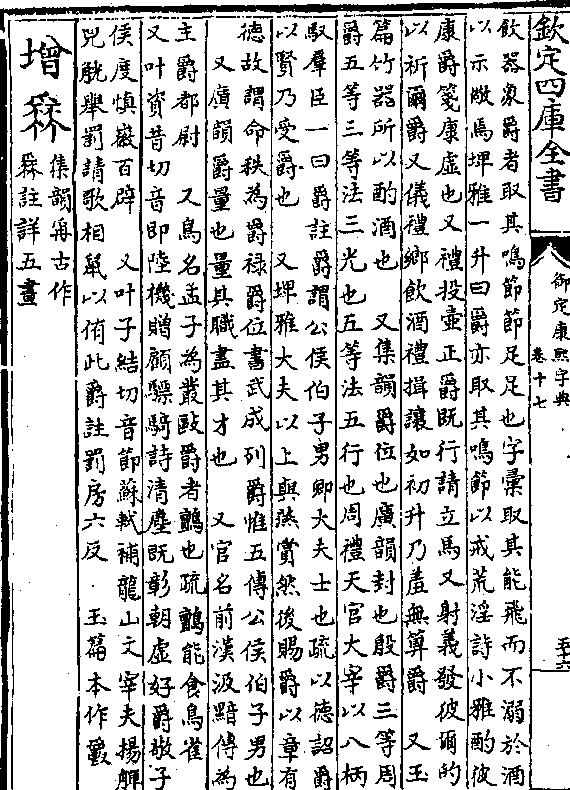 欽定四庫全書
御定康熙字典
卷十七
飲器象爵者取其鳴節節足足也字彙取其能飛而不溺於酒
以示儆焉埤雅一升曰爵亦取其鳴節以戒荒淫詩小雅酌彼
康爵箋康虛也又禮投壺正爵既行請立馬又射義發彼爾的
以祈爾爵又儀禮鄉飲酒禮揖讓如初升乃羞無算爵 又玉
篇竹器所以酌酒也 又集韻爵位也廣韻封也殷爵三等周
爵五等三等法三光也五等法五行也周禮天官大宰以八柄
馭羣臣一曰爵註爵謂公侯伯子男卿大夫士也疏以德詔爵
以賢乃受爵也 又埤雅大夫以上與燕賞然後賜爵以章有
德故謂命秩為爵祿爵位書武成列爵惟五傳公侯伯子男也
又廣韻爵量也量其職盡其才也 又官名前漢汲黯傳為
主爵都尉 又鳥名孟子為叢敺爵者鸇也疏鸇能食鳥雀
又叶資昔切音即陸機贈顧驃騎詩清塵既彰朝虛好爵敬子
侯度慎徽百辟 又叶子結切音節蘇軾補龍山文宰夫揚觶
兕觥舉罰請歌相鼠以侑此爵註罰房六反 玉篇本作𩰥
增 𠕇 集韻爯古作
𠕇註詳五畫